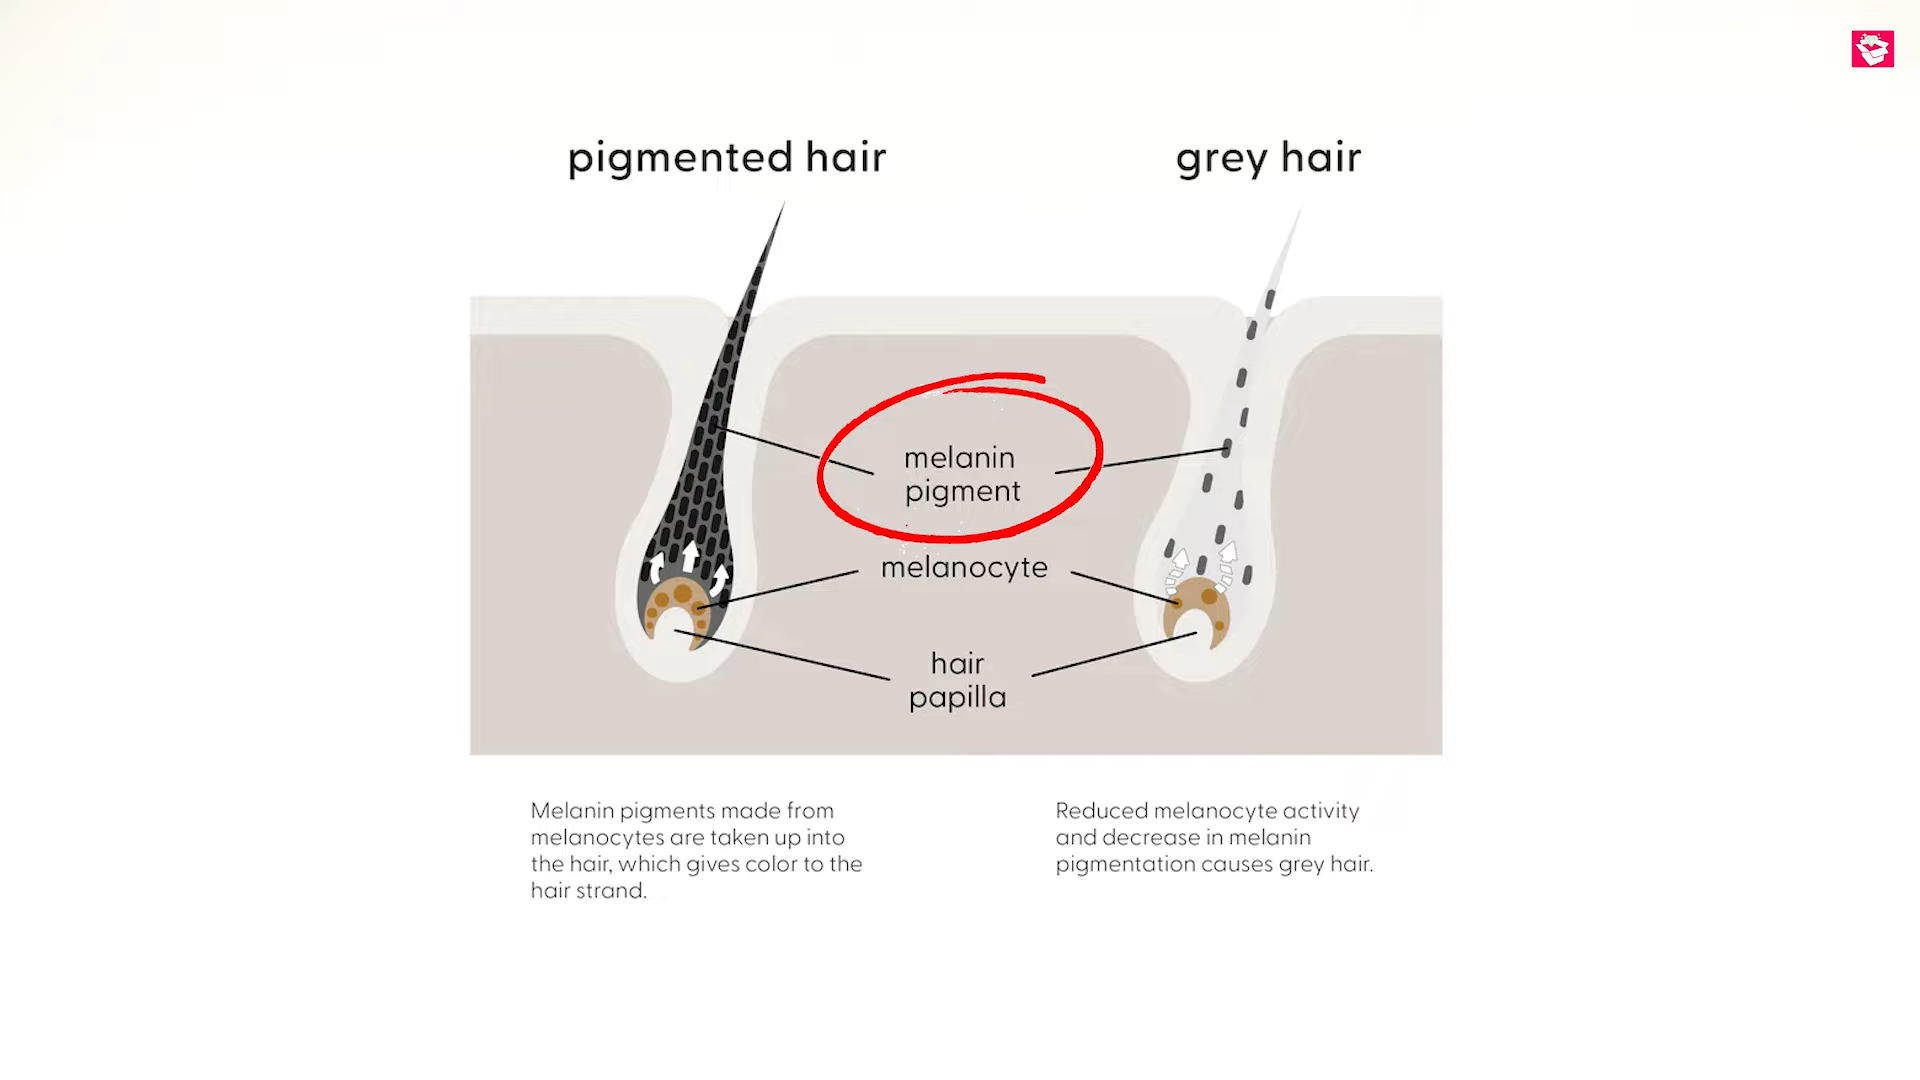 pigmented hair
grey hair
melanin
pigment
melanocyte
hair
papilla
Melanin pigments made from
melanocytes are taken up into
the hair, which gives color to the
hair strand.
Reduced melanocyte activity
and decrease in melanin
pigmentation causes grey hair.